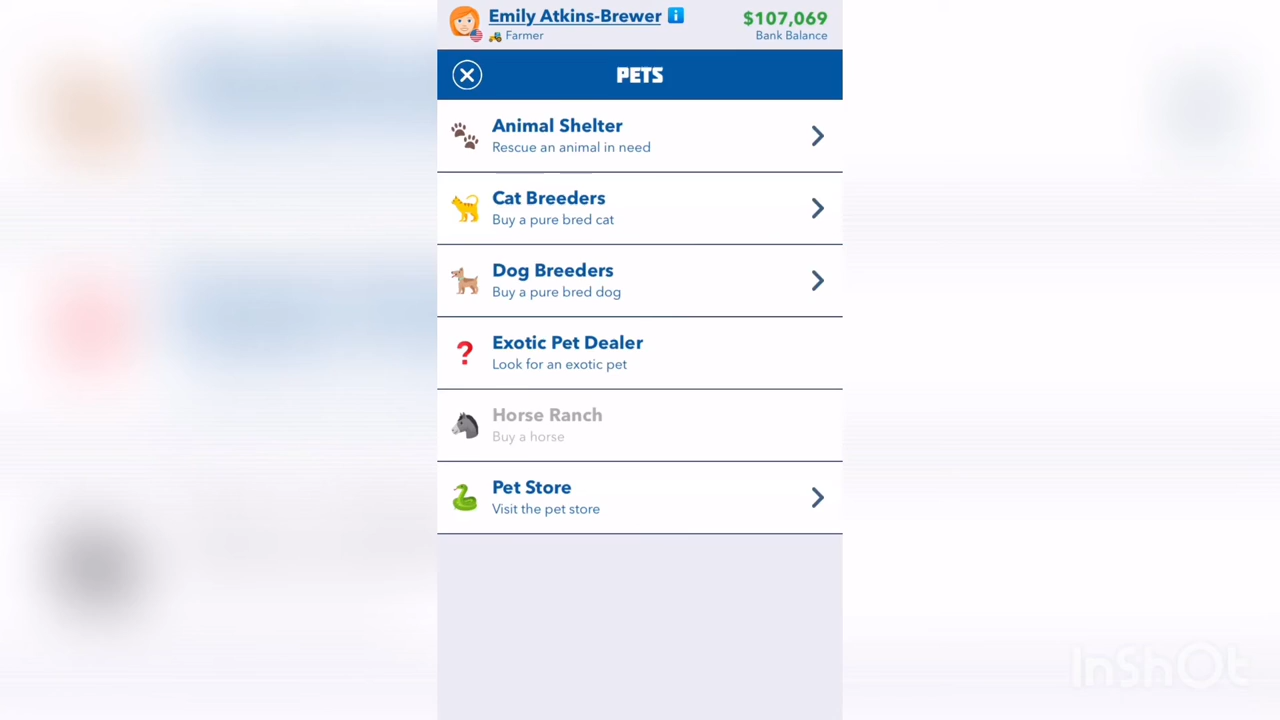 Emily Atkins-Brewer
$107,069
Farmer
Bank Balance
PETS
Animal Shelter
Rescue an animal in need
Cat Breeders
Buy a pure bred cat
Dog Breeders
Buy a pure bred dog
Exotic Pet Dealer
Look for an exotic pet
Horse Ranch
Buy a horse
Pet Store
Visit the pet store
InShOt